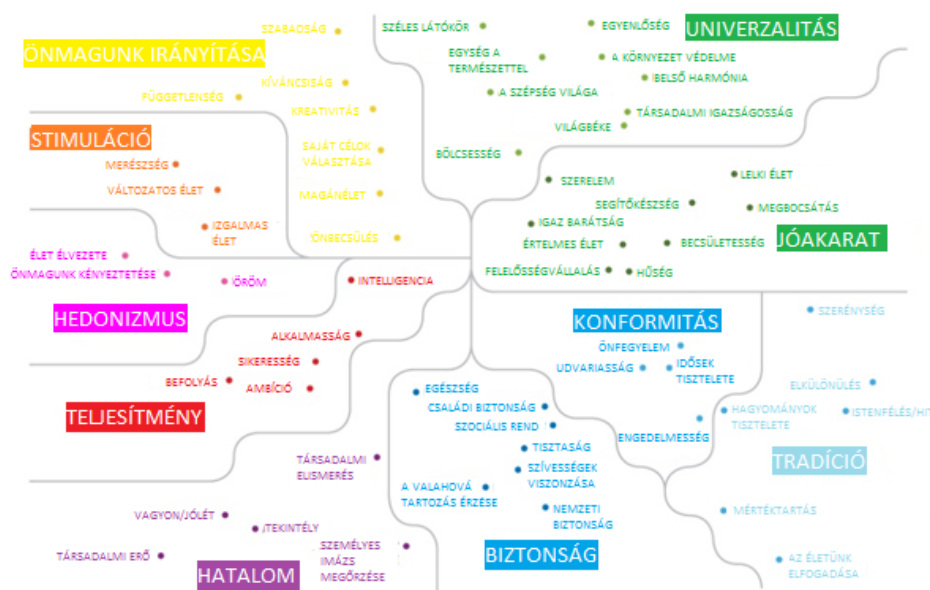 ÖNMAGUNK IRÁNYÍTÁSA
SZABADSÁG
KÍVÁNCSISÁG
FÜGGETLENSÉG
KREATIVITÁS
SAJÁT CÉLOK
VÁLASZTÁSA
MAGÁNÉLET
ÖNBECSÜLÉS
UNIVERZALITÁS
SZÉLES LÁTÓKÖR
EGYENLŐSÉG
EGYSÉG A
TERMÉSZETTEL
A KÖRNYEZET VÉDELME
BELSŐ HARMÓNIA
A SZÉPSÉG VILÁGA
TÁRSADALMI IGAZSÁGOSSÁG
VILÁGBÉKE
BÖLCSESSÉG
STIMULÁCIÓ
MERÉSZSÉG
VÁLTOZATOS ÉLET
IZGALMAS
ÉLET
JÓAKARAT
SZERELEM
LELKI ÉLET
SEGÍTŐKÉSZSÉG
MEGBOCSÁTÁS
IGAZ BARÁTSÁG
ÉRTELMES ÉLET
BECSÜLETESSÉG
FELELŐSSÉGVÁLLALÁS
HŰSÉG
HEDONIZMUS
ÉLET ÉLVEZETE
ÖNMAGUNK KÉNYEZTETÉSE
ÖRÖM
TELJESÍTMÉNY
INTELLIGENCIA
ALKALMASSÁG
SIKERESSÉG
BEFOLYÁS
AMBÍCIÓ
KONFORMITÁS
ÖNFEGYELEM
UDVARIASSÁG
IDŐSEK
TISZTELETE
ENGEDELMESSÉG
TRADÍCIÓ
SZERÉNYSÉG
ELKÜLÖNÜLÉS
HAGYOMÁNYOK
TISZTELETE
ISTENFÉLÉS/HIT
MÉRTÉKTARTÁS
AZ ÉLETÜNK
ELFOGADÁSA
BIZTONSÁG
EGÉSZSÉG
CSALÁDI BIZTONSÁG
SZOCIÁLIS REND
TISZTASÁG
SZÍVESSÉGEK
VISZONZÁSA
A VALAHOVÁ
TARTOZÁS ÉRZÉSE
NEMZETI
BIZTONSÁG
HATALOM
TÁRSADALMI
ELISMERÉS
VAGYON/JÓLÉT
TEKINTÉLY
TÁRSADALMI ERŐ
SZEMÉLYES
IMÁZS
MEGŐRZÉSE